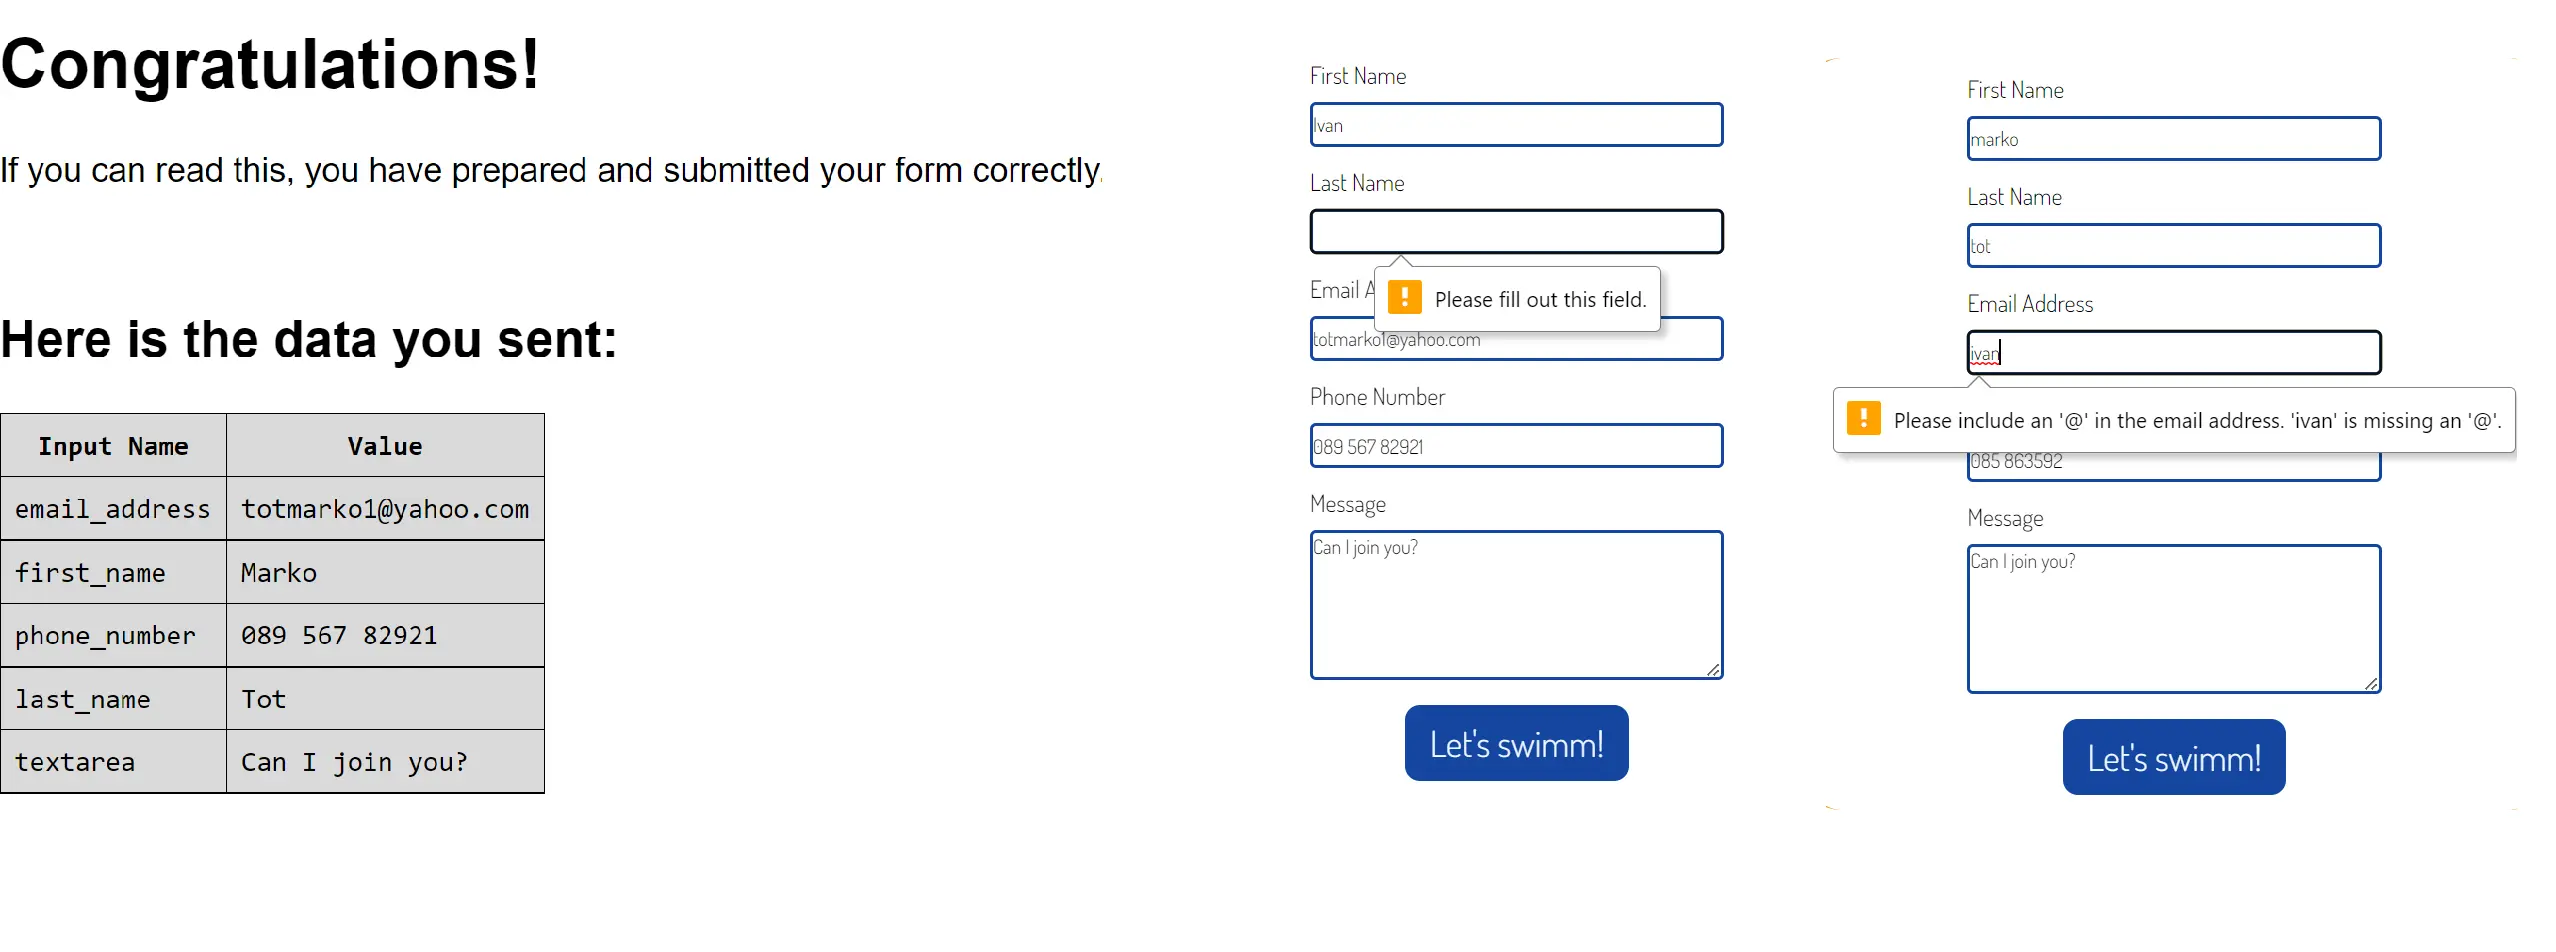 Congratulations!
If you can read this, you have prepared and submitted your form correctly.
Here is the data you sent:
Input Name Value
email_address totmarko1@yahoo.com
first_name Marko
phone_number 089 567 82921
last_name Tot
textarea Can I join you?
First Name
Ivan
Last Name
Please fill out this field.
Email A
totmarko1@yahoo.com
Phone Number
089 567 82921
Message
Can I join you?
Let's swimm!
First Name
marko
Last Name
tot
Email Address
ivan
Please include an '@' in the email address. 'ivan' is missing an '@'.
085 863592
Message
Can I join you?
Let's swimm!